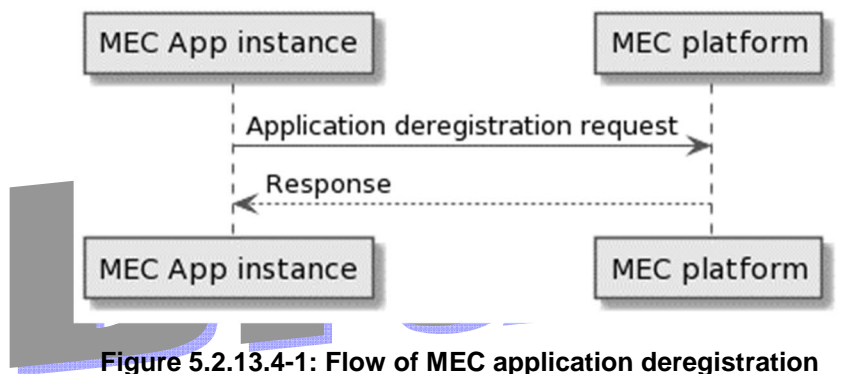 MEC App instance
MEC platform
Application deregistration request
Response
MEC App instance
MEC platform
Figure 5.2.13.4-1: Flow of MEC application deregistration